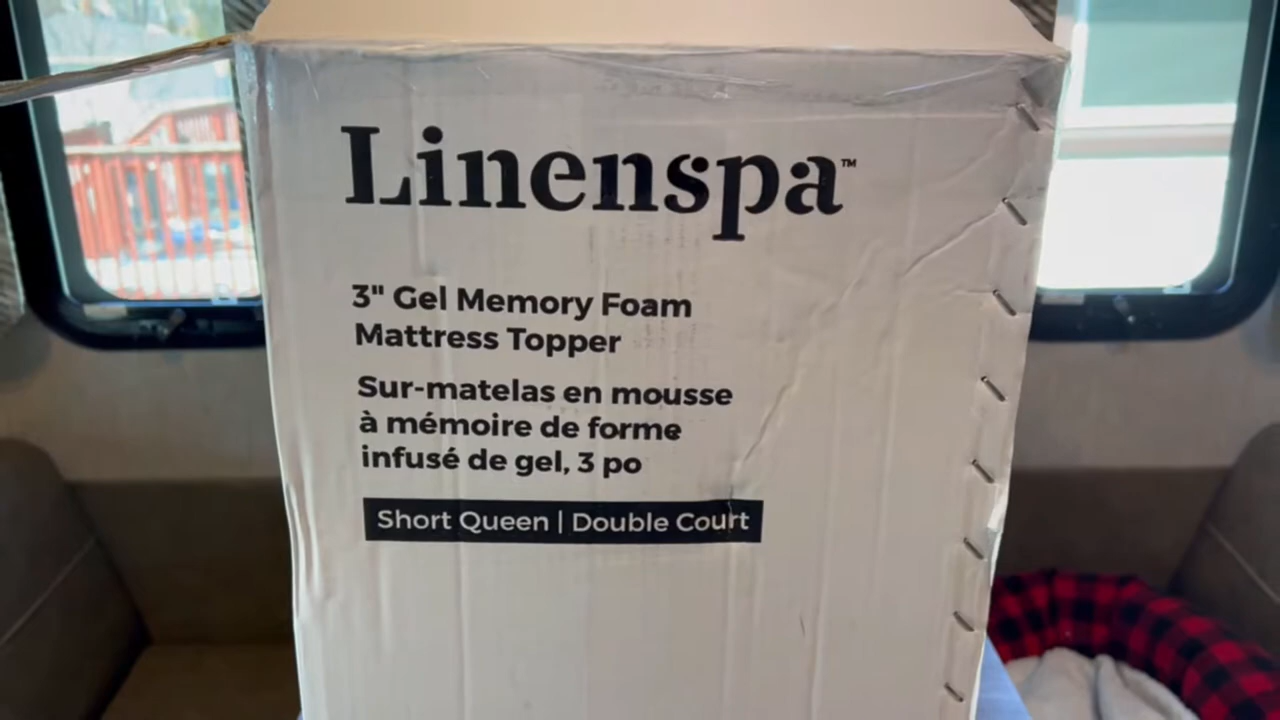 Linenspa™
3" Gel Memory Foam
Mattress Topper
Sur-matelas en mousse
à mémoire de forme
infusé de gel, 3 po
Short Queen | Double Court